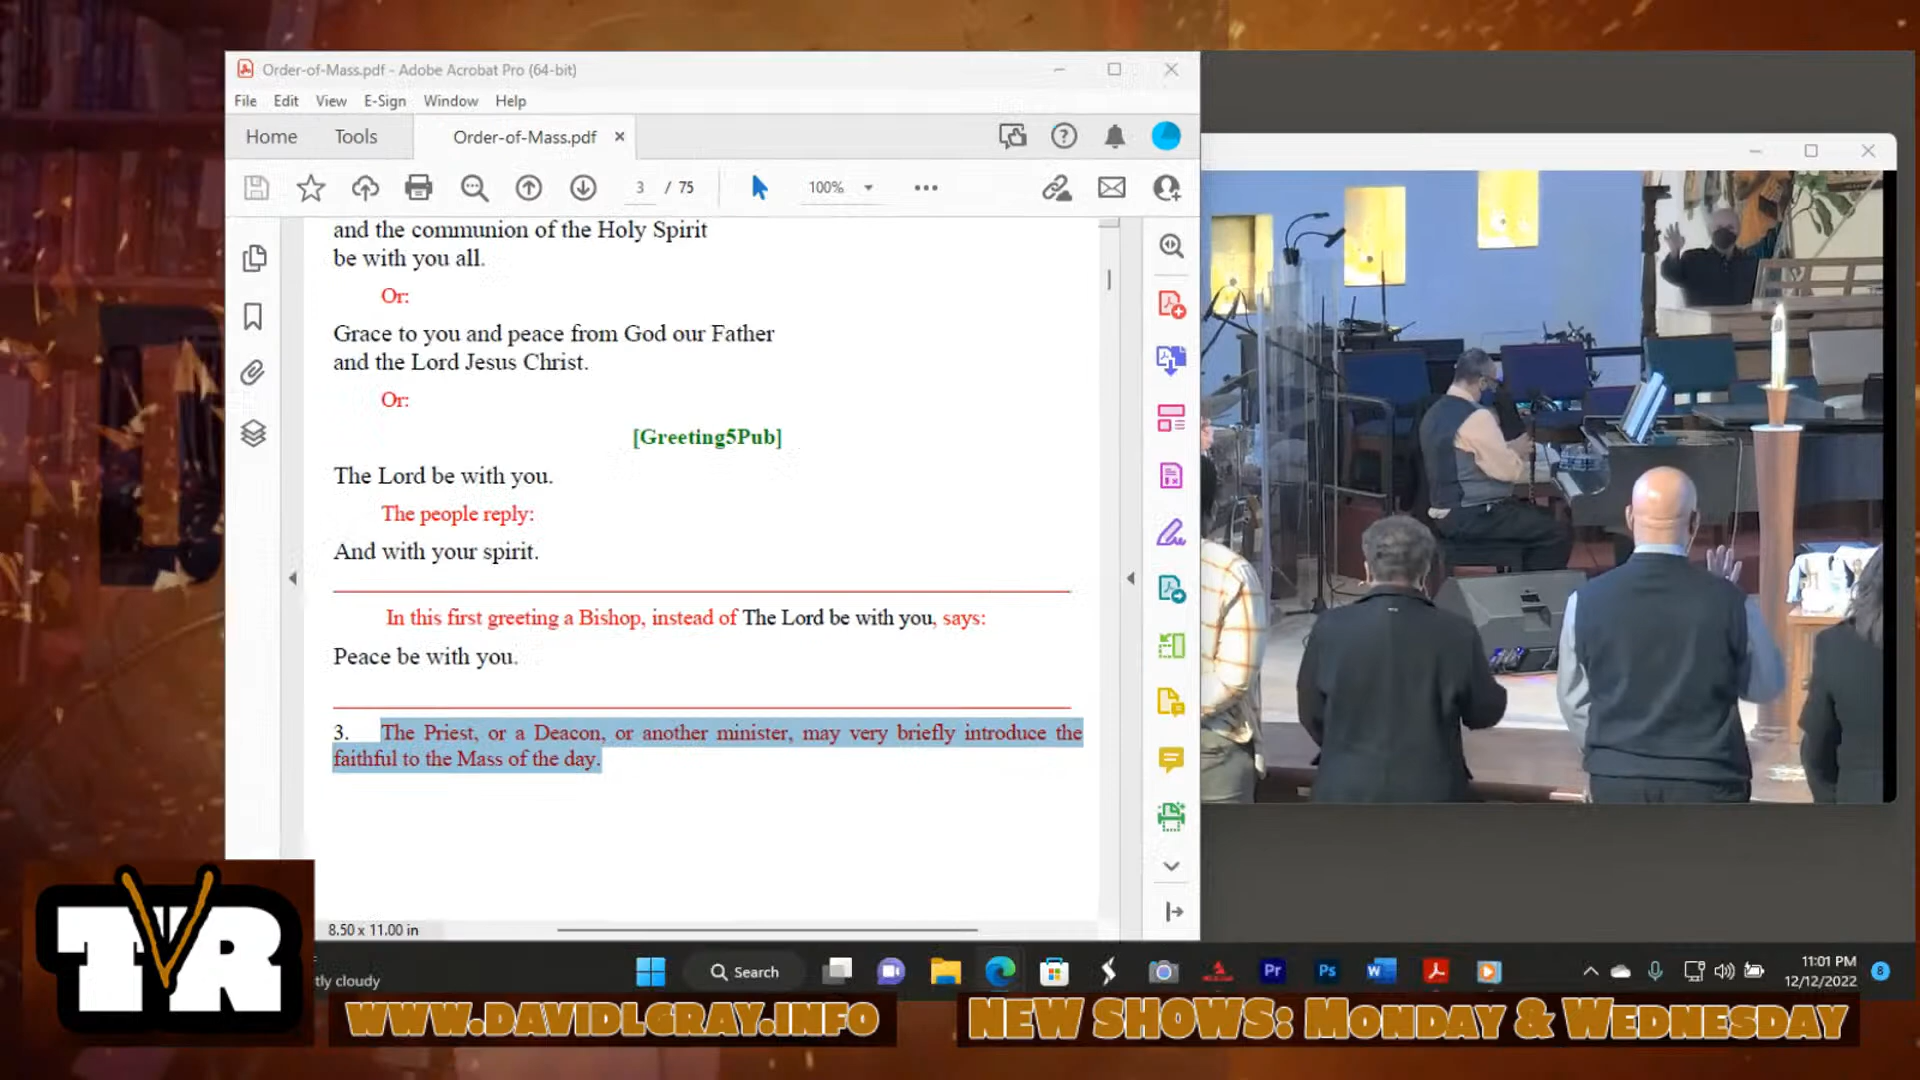 Order-of-Mass.pdf - Adobe Acrobat Pro (64-bit)
File Edit View E-Sign Window Help
Home Tools Order-of-Mass.pdf
3 / 75 100%
and the communion of the Holy Spirit
be with you all.
Or:
Grace to you and peace from God our Father
and the Lord Jesus Christ.
Or:
[Greeting5Pub]
The Lord be with you.
The people reply:
And with your spirit.
In this first greeting a Bishop, instead of The Lord be with you, says:
Peace be with you.
3. The Priest, or a Deacon, or another minister, may very briefly introduce the
faithful to the Mass of the day.
8.50 x 11.00 in
tly cloudy
Search
Pr Ps W
11:01 PM
12/12/2022
8
TVR
WWW.DAVIDLGRAY.INFO
NEW SHOWS: MONDAY & WEDNESDAY